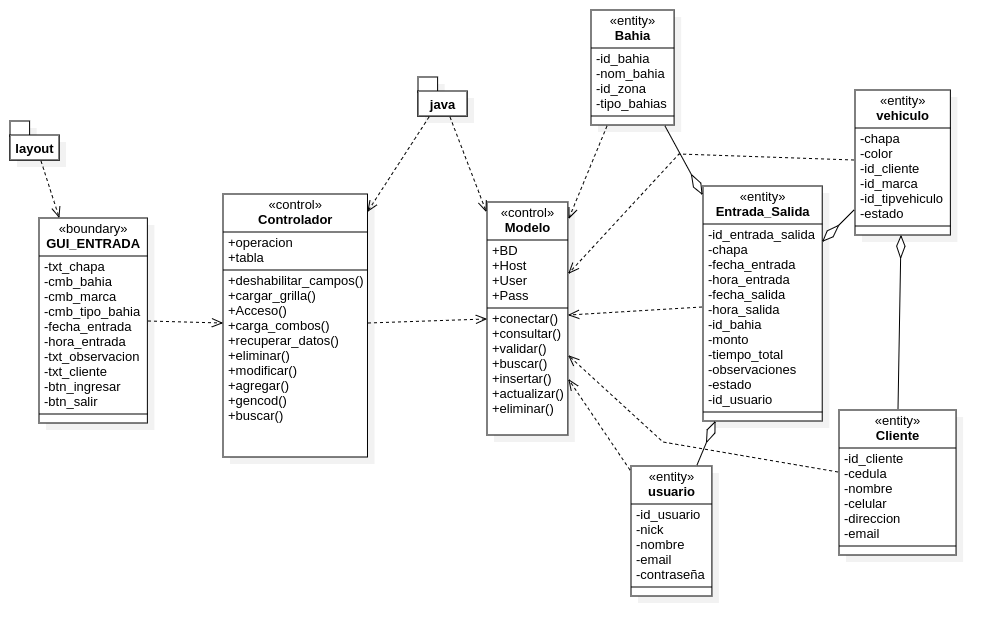 layout
«boundary»
GUI_ENTRADA
-txt_chapa
-cmb_bahia
-cmb_marca
-cmb_tipo_bahia
-fecha_entrada
-hora_entrada
-txt_observacion
-txt_cliente
-btn_ingresar
-btn_salir
«control»
Controlador
+operacion
+tabla
+deshabilitar_campos()
+cargar_grilla()
+Acceso()
+carga_combos()
+recuperar_datos()
+eliminar()
+modificar()
+agregar()
+gencod()
+buscar()
java
«control»
Modelo
+BD
+Host
+User
+Pass
+conectar()
+consultar()
+validar()
+buscar()
+insertar()
+actualizar()
+eliminar()
«entity»
Bahia
-id_bahia
-nom_bahia
-id_zona
-tipo_bahias
«entity»
Entrada_Salida
-id_entrada_salida
-chapa
-fecha_entrada
-hora_entrada
-fecha_salida
-hora_salida
-id_bahia
-monto
-tiempo_total
-observaciones
-estado
-id_usuario
«entity»
vehiculo
-chapa
-color
-id_cliente
-id_marca
-id_tipvehiculo
-estado
«entity»
usuario
-id_usuario
-nick
-nombre
-email
-contraseña
«entity»
Cliente
-id_cliente
-cedula
-nombre
-celular
-direccion
-email